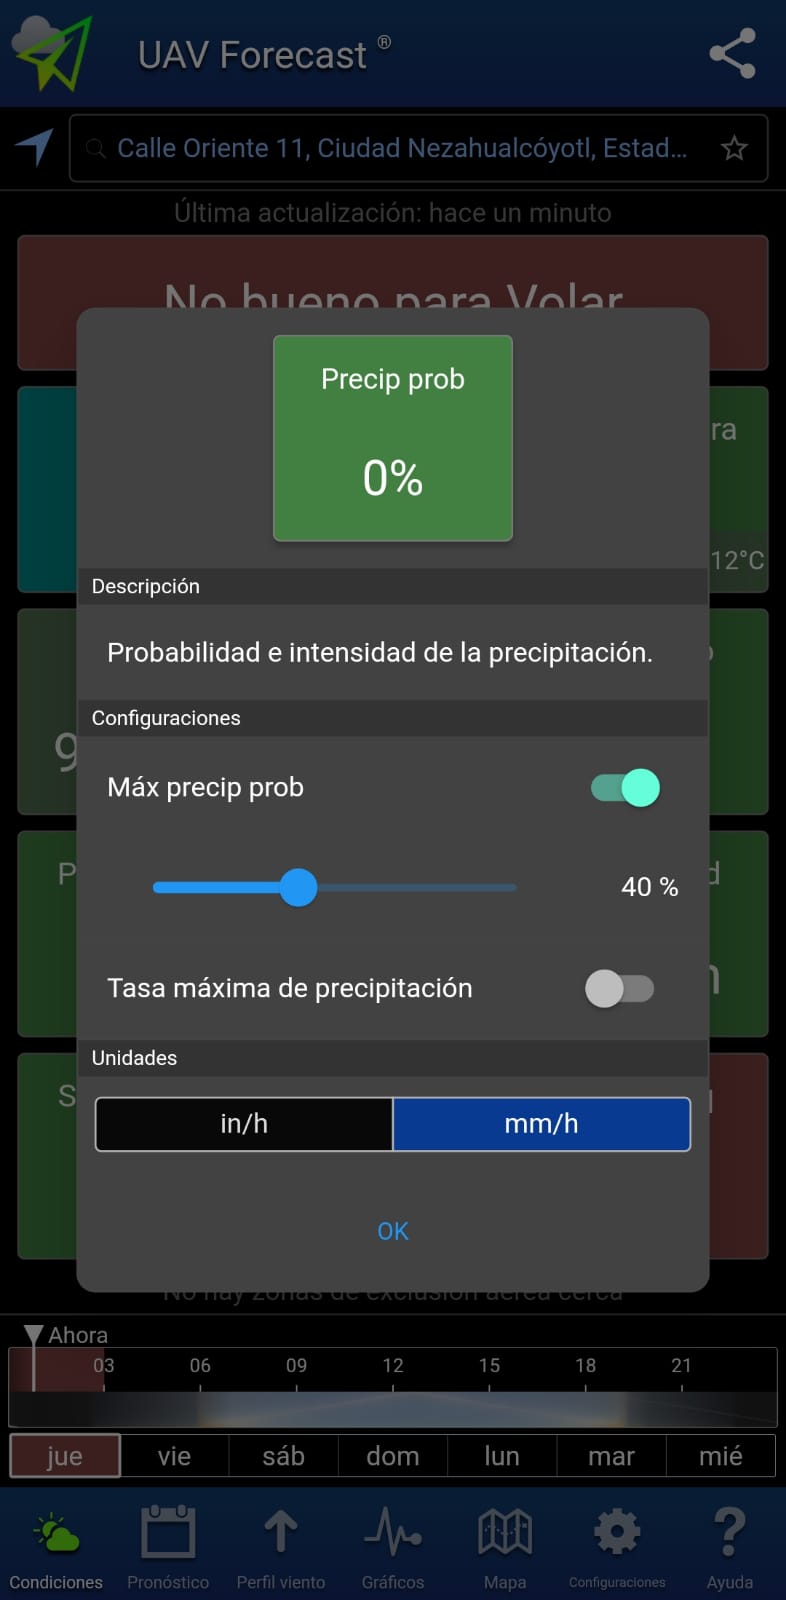 UAV Forecast ®
Calle Oriente 11, Ciudad Nezahualcóyotl, Estad...
Última actualización: hace un minuto
No bueno para Volar
Precip prob
0%
ra
12°C
Descripción
Probabilidad e intensidad de la precipitación.
Configuraciones
9
Máx precip prob
P
d
40 %
Tasa máxima de precipitación
Unidades
S
in/h
mm/h
OK
No hay zonas de exclusión aérea cerca
Ahora
03 06 09 12 15 18 21
jue vie sáb dom lun mar mié
Condiciones Pronóstico Perfil viento Gráficos Mapa Configuraciones Ayuda